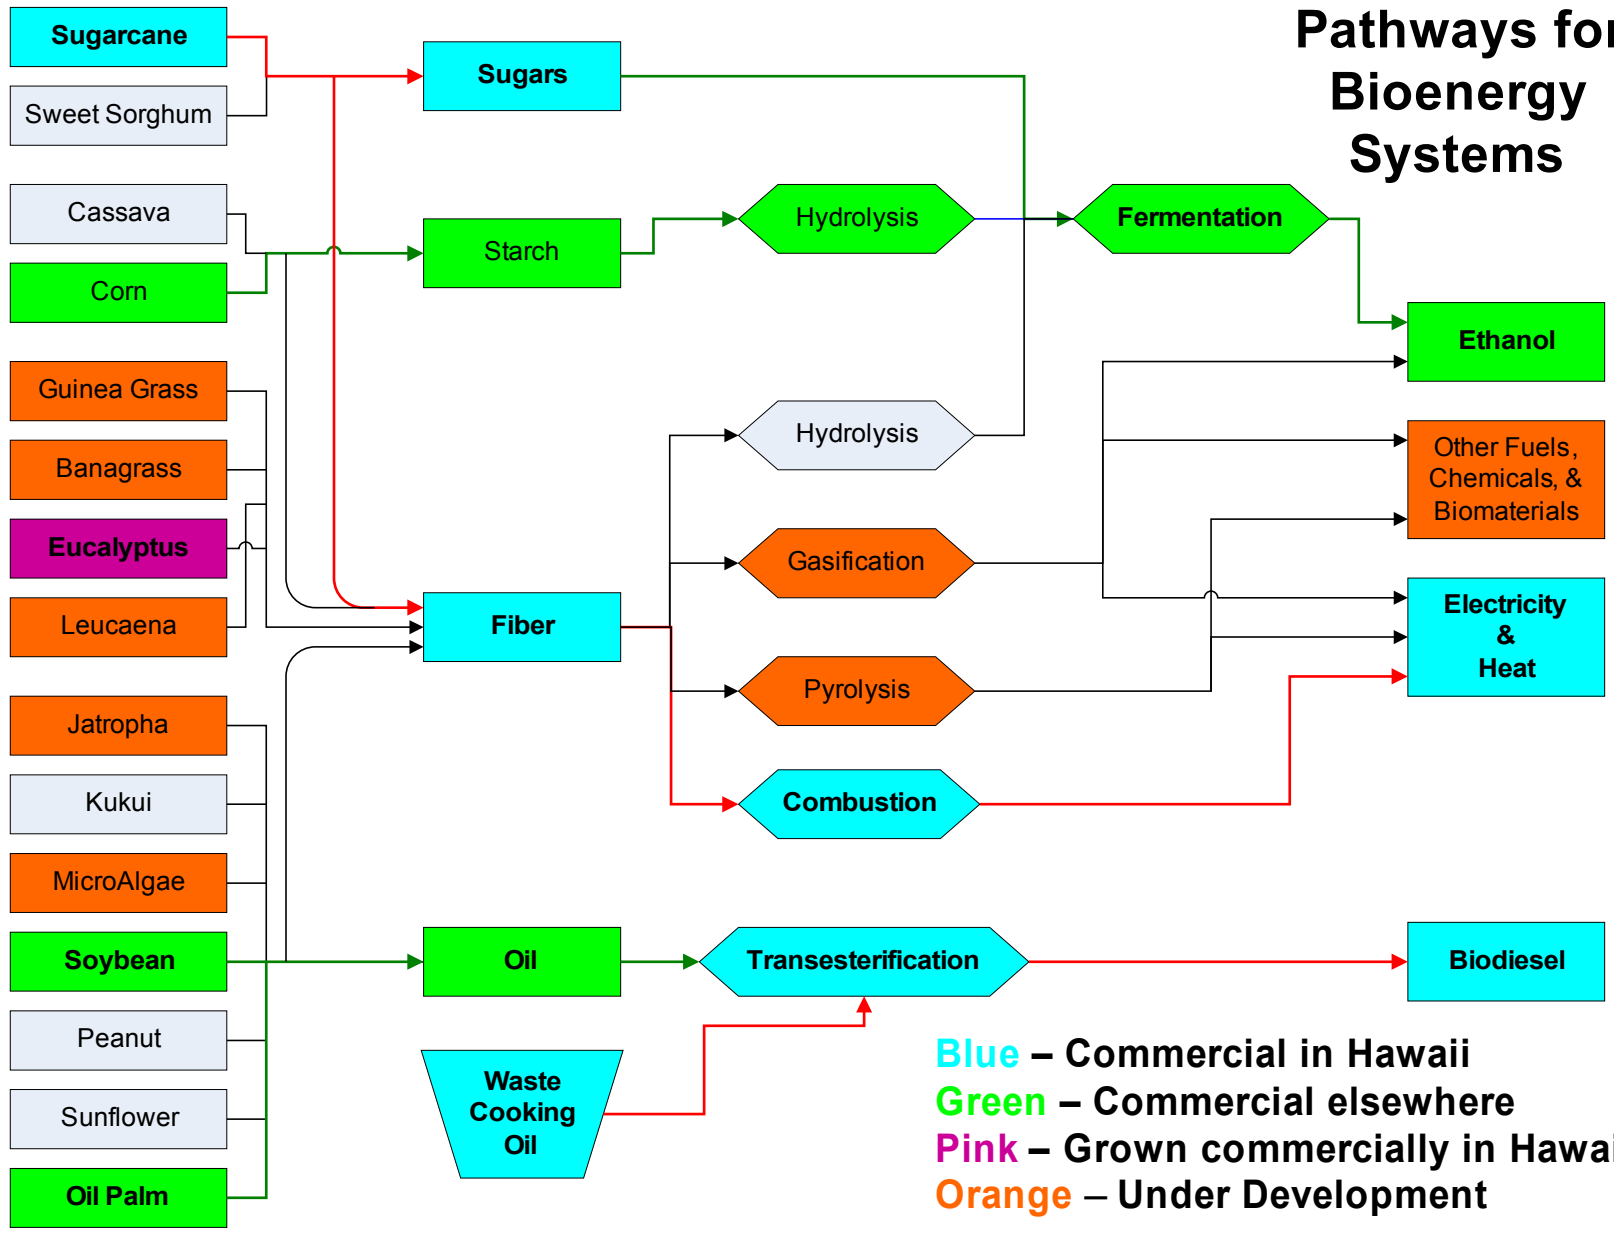 Pathways for
Bioenergy
Systems
Sugarcane
Sweet Sorghum
Cassava
Corn
Guinea Grass
Banagrass
Eucalyptus
Leucaena
Jatropha
Kukui
MicroAlgae
Soybean
Peanut
Sunflower
Oil Palm
Sugars
Starch
Fiber
Oil
Waste
Cooking
Oil
Hydrolysis
Hydrolysis
Gasification
Pyrolysis
Combustion
Transesterification
Fermentation
Ethanol
Other Fuels,
Chemicals, &
Biomaterials
Electricity
&
Heat
Biodiesel
Blue – Commercial in Hawaii
Green – Commercial elsewhere
Pink – Grown commercially in Hawai
Orange – Under Development